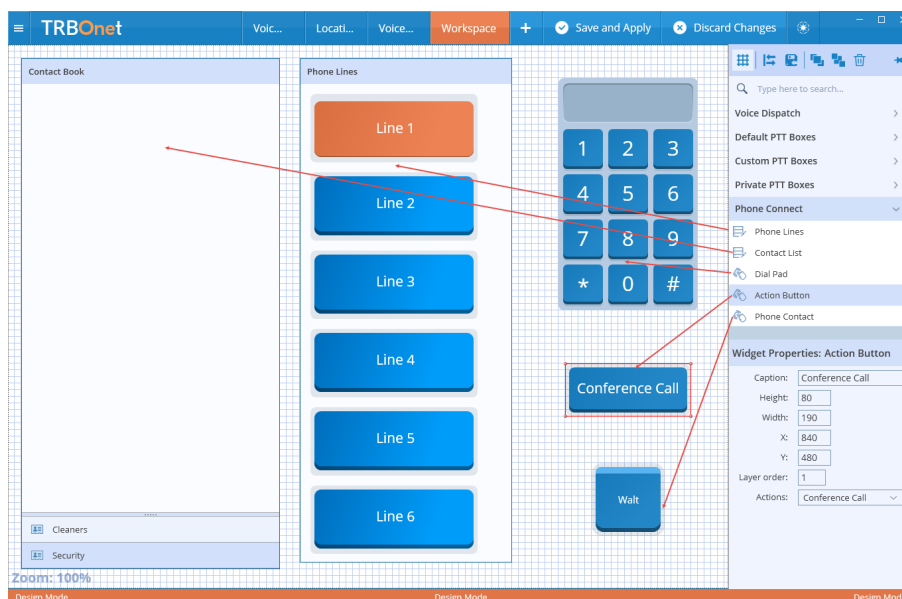 TRBOnet
Voic...
Locati...
Voice...
Workspace
+
Save and Apply
Discard Changes
Contact Book
Cleaners
Security
Zoom: 100%
Phone Lines
Line 1
Line 2
Line 3
Line 4
Line 5
Line 6
1 2 3
4 5 6
7 8 9
* 0 #
Conference Call
Walt
Type here to search...
Voice Dispatch
Default PTT Boxes
Custom PTT Boxes
Private PTT Boxes
Phone Connect
Phone Lines
Contact List
Dial Pad
Action Button
Phone Contact
Widget Properties: Action Button
Caption: Conference Call
Height: 80
Width: 190
X: 840
Y: 480
Layer order: 1
Actions: Conference Call
Design Mode
Design Mode
Design Mod